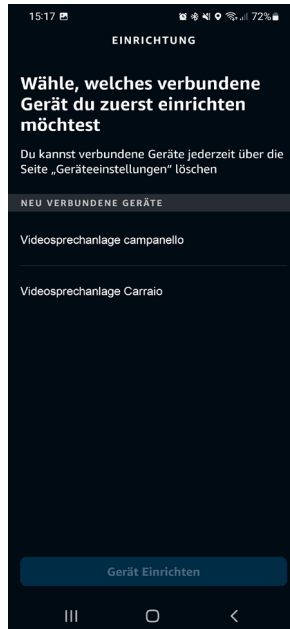 15:17 72%
EINRICHTUNG
Wähle, welches verbundene
Gerät du zuerst einrichten
möchtest
Du kannst verbundene Geräte jederzeit über die
Seite „Geräteeinstellungen“ löschen
NEU VERBUNDENE GERÄTE
Videosprechanlage campanello
Videosprechanlage Carraio
Gerät Einrichten